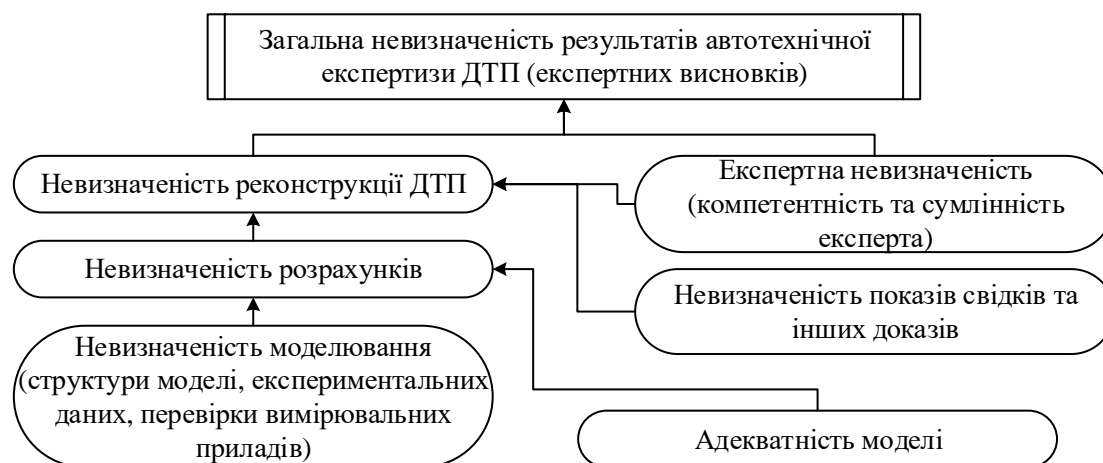 Загальна невизначеність результатів автотехнічної
експертизи ДТП (експертних висновків)
Невизначеність реконструкції ДТП
Експертна невизначеність
(компетентність та сумлінність
експерта)
Невизначеність розрахунків
Невизначеність показів свідків та
інших доказів
Невизначеність моделювання
(структури моделі, експериментальних
даних, перевірки вимірювальних
приладів)
Адекватність моделі